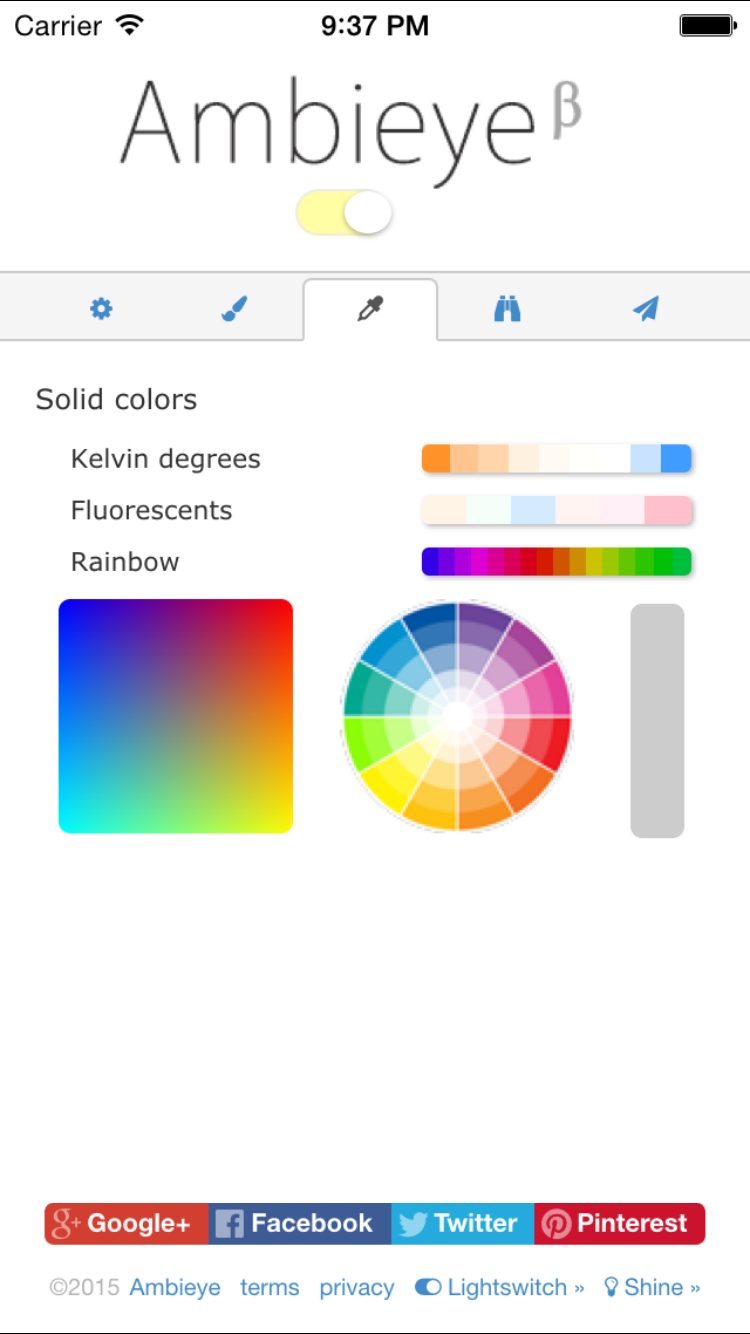 Carrier 9:37 PM
Ambieye β
Solid colors
Kelvin degrees
Fluorescents
Rainbow
g+ Google+ Facebook Twitter Pinterest
©2015 Ambieye terms privacy Lightswitch » Shine »